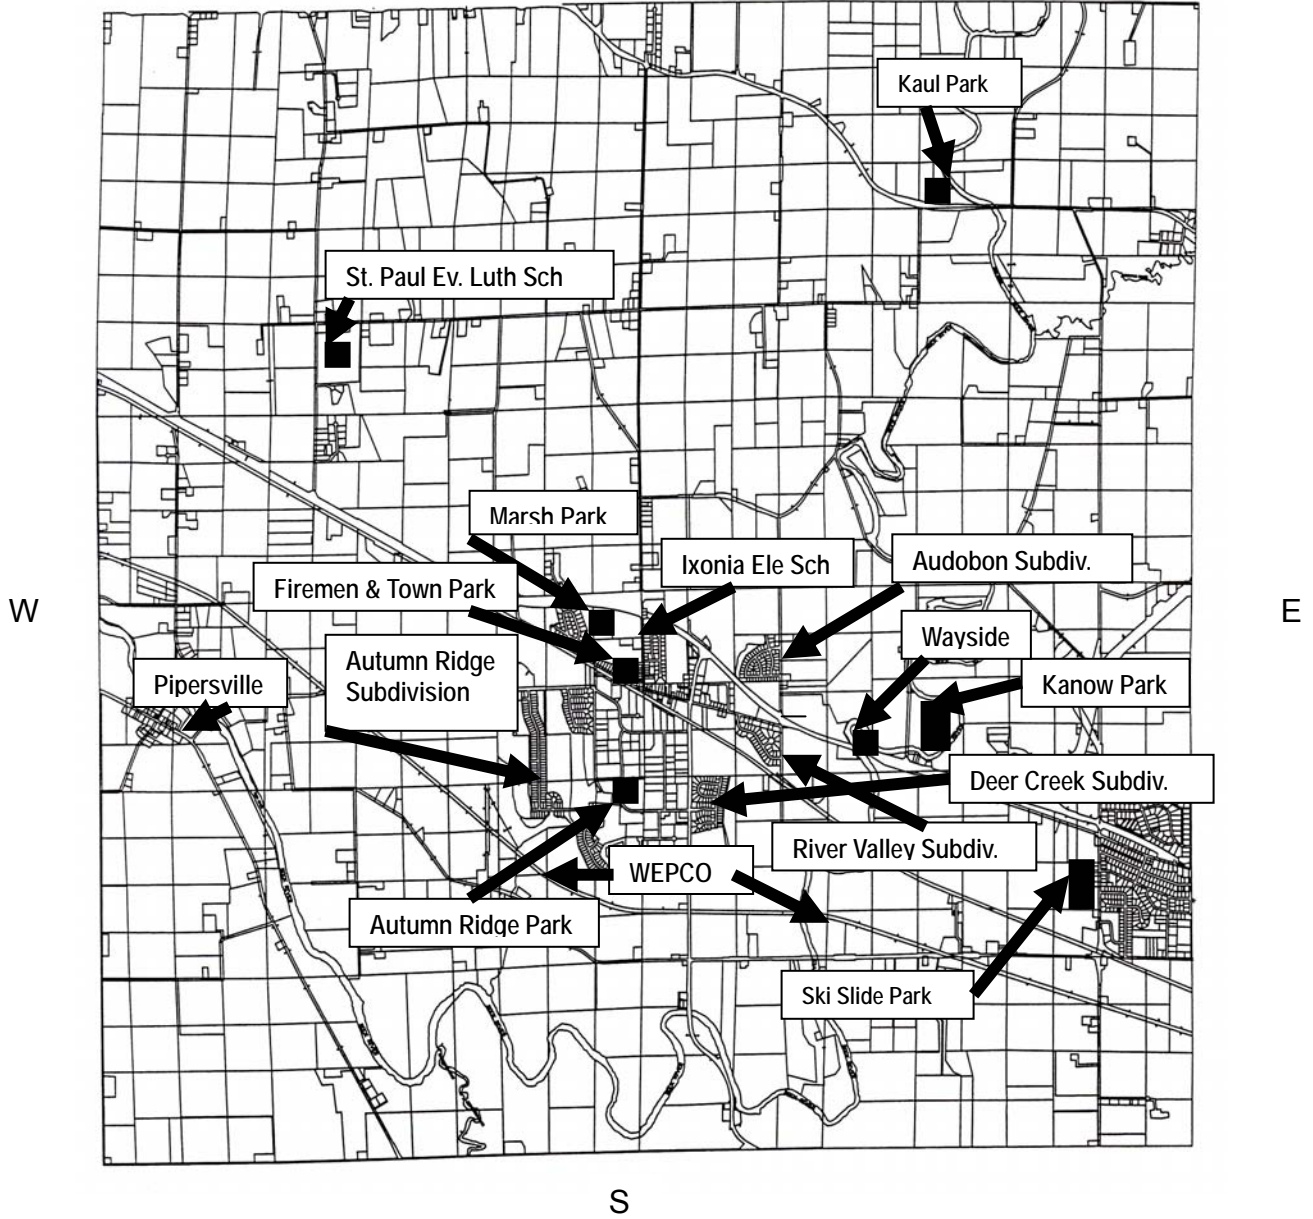 Kaul Park
St. Paul Ev. Luth Sch
Marsh Park
Ixonia Ele Sch
Audobon Subdiv.
Firemen & Town Park
W
E
Wayside
Autumn Ridge
Subdivision
Pipersville
Kanow Park
Deer Creek Subdiv.
River Valley Subdiv.
WEPCO
Autumn Ridge Park
Ski Slide Park
S